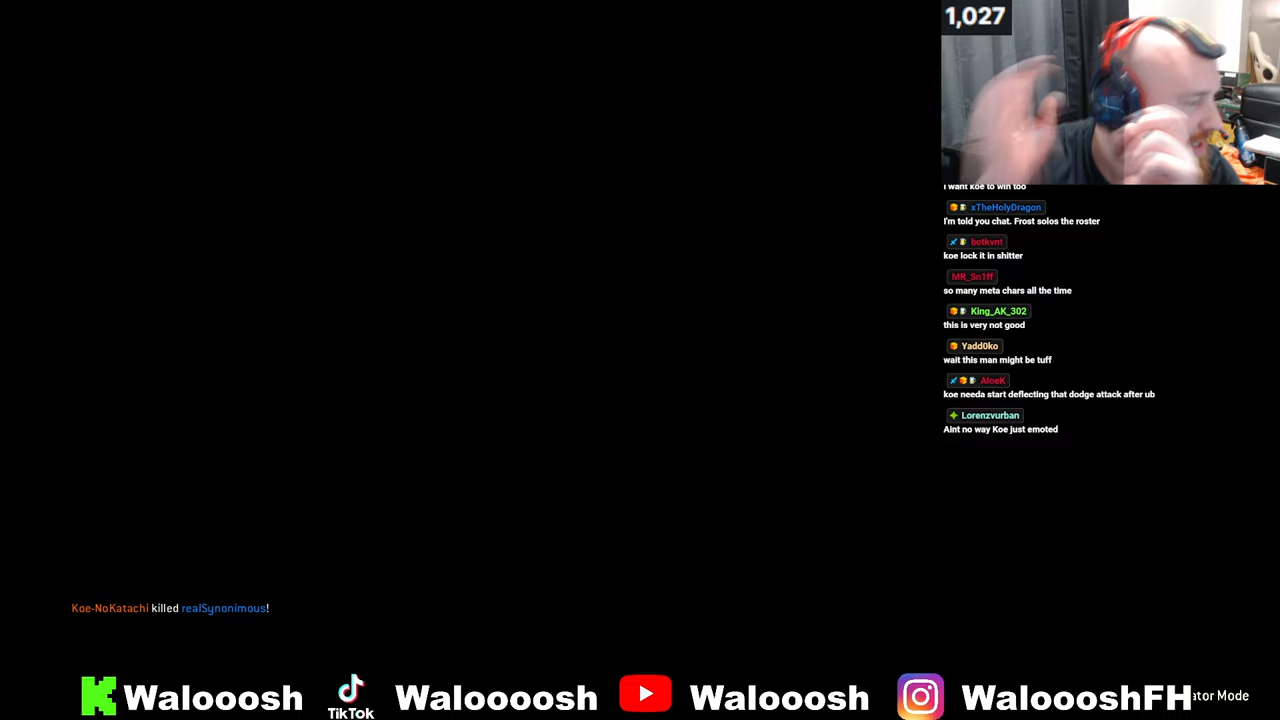 1,027
I want koe to win too
xTheHolyDragon
I'm told you chat. Frost solos the roster
botkvnt
koe lock it in shitter
MR_Sn1ff
so many meta chars all the time
King_AK_302
this is very not good
Yadd0ko
wait this man might be tuff
AloeK
koe needa start deflecting that dodge attack after ub
Lorenzvurban
Aint no way Koe just emoted
Koe-NoKatachi killed realSynonimous!
Walooosh
TikTok
Waloooosh
Walooosh
WaloooshFH
ator Mode